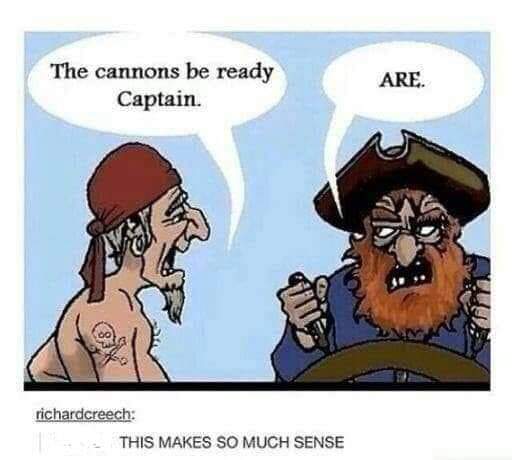 The cannons be ready
Captain.
ARE.
richardcreech:
THIS MAKES SO MUCH SENSE